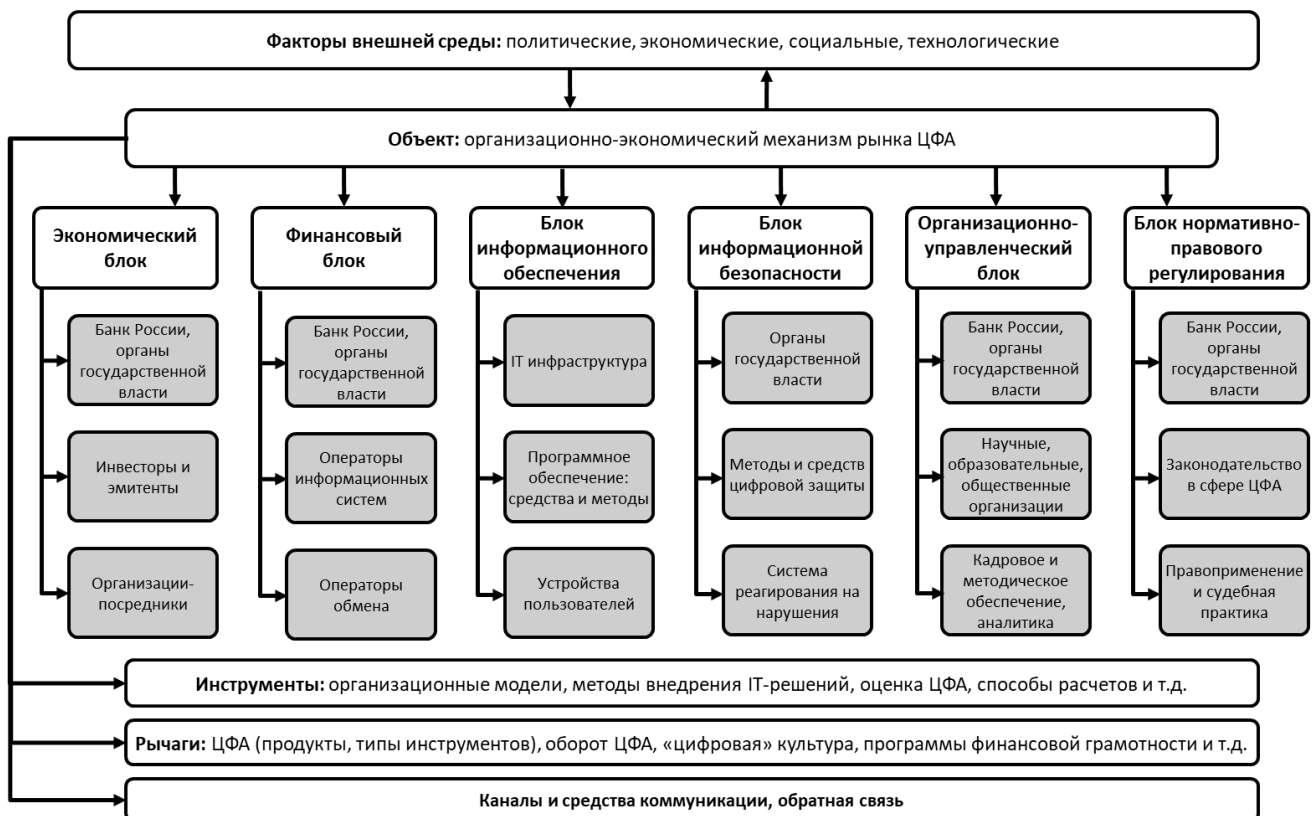 Факторы внешней среды: политические, экономические, социальные, технологические
Объект: организационно-экономический механизм рынка ЦФА
Экономический
блок
Финансовый
блок
Блок
информационного
обеспечения
Блок
информационной
безопасности
Организационно-
управленческий
блок
Блок нормативно-
правового
регулирования
Банк России,
органы
государственной
власти
Банк России,
органы
государственной
власти
IT инфраструктура
Органы
государственной
власти
Банк России,
органы
государственной
власти
Банк России,
органы
государственной
власти
Инвесторы и
эмитенты
Операторы
информационных
систем
Программное
обеспечение:
средства и методы
Методы и средств
цифровой защиты
Научные,
образовательные,
общественные
организации
Законодательство
в сфере ЦФА
Организации-
посредники
Операторы
обмена
Устройства
пользователей
Система
реагирования на
нарушения
Кадровое и
методическое
обеспечение,
аналитика
Правоприменение
и судебная
практика
Инструменты: организационные модели, методы внедрения IT-решений, оценка ЦФА, способы расчетов и т.д.
Рычаги: ЦФА (продукты, типы инструментов), оборот ЦФА, «цифровая» культура, программы финансовой грамотности и т.д.
Каналы и средства коммуникации, обратная связь